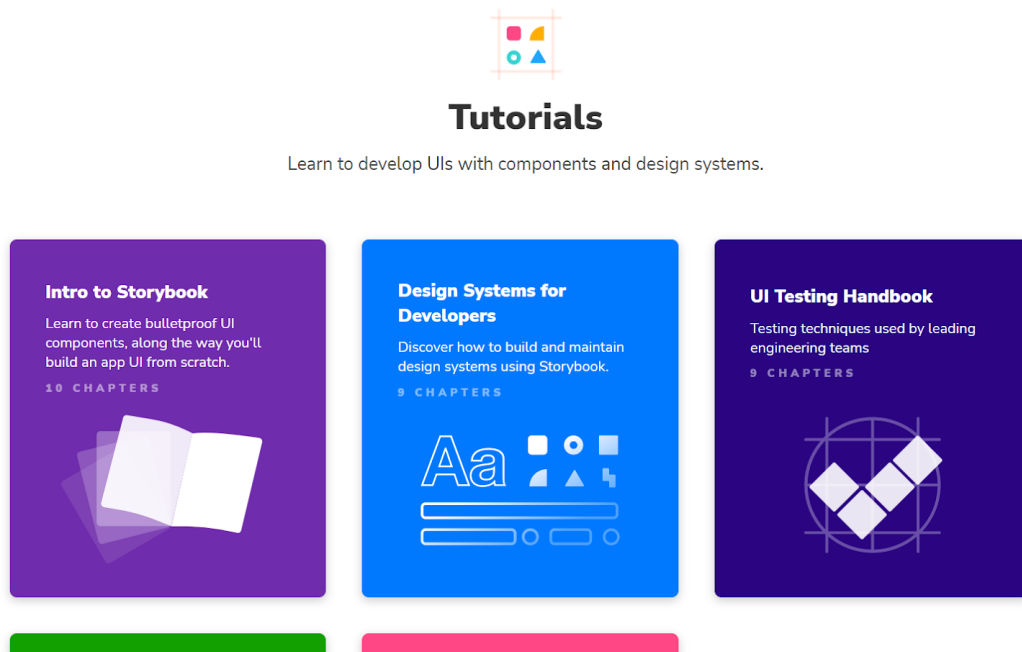 Tutorials
Learn to develop UIs with components and design systems.
Intro to Storybook
Learn to create bulletproof UI
components, along the way you'll
build an app UI from scratch.
10 CHAPTERS
Design Systems for
Developers
Discover how to build and maintain
design systems using Storybook.
9 CHAPTERS
Aa
UI Testing Handbook
Testing techniques used by leading
engineering teams
9 CHAPTERS